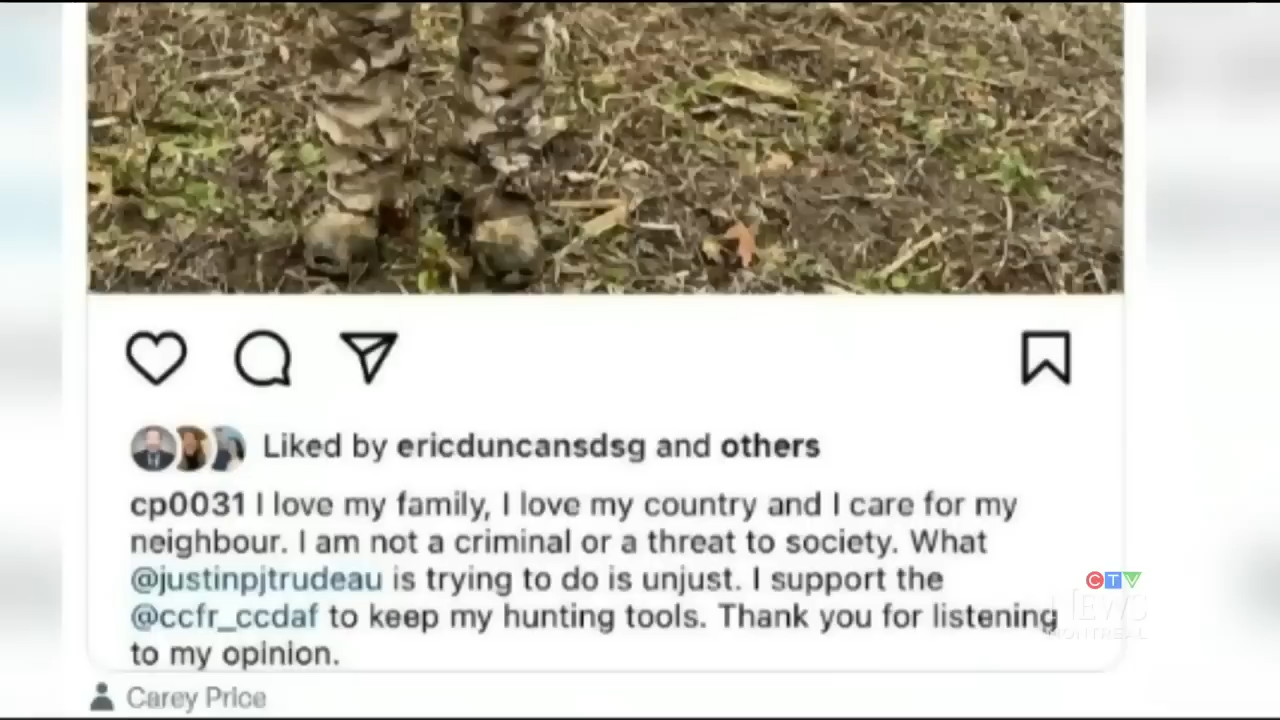 Liked by ericduncansdsg and others
cp0031 I love my family, I love my country and I care for my
neighbour. I am not a criminal or a threat to society. What
@justinpjtrudeau is trying to do is unjust. I support the
@ccfr_ccdaf to keep my hunting tools. Thank you for listening
to my opinion.
CTV
NEWS
MONTREAL
Carey Price